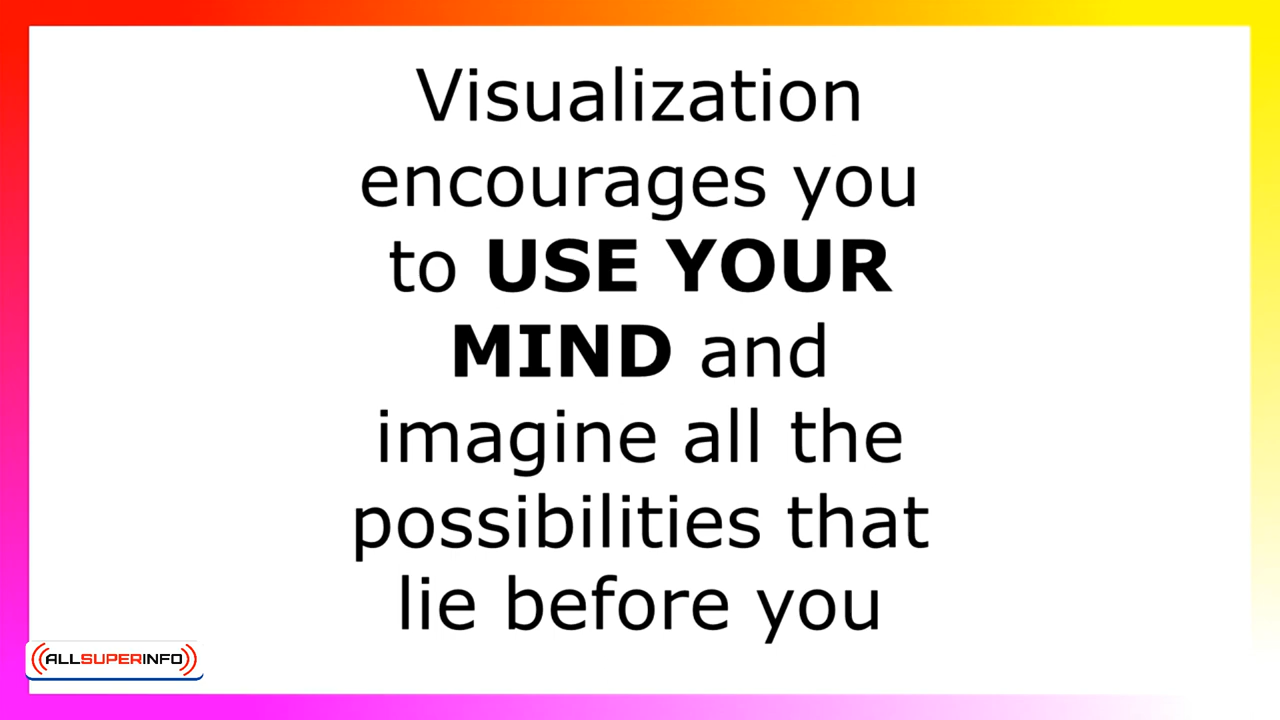 Visualization
encourages you
to USE YOUR
MIND and
imagine all the
possibilities that
lie before you
ALLSUPERINFO